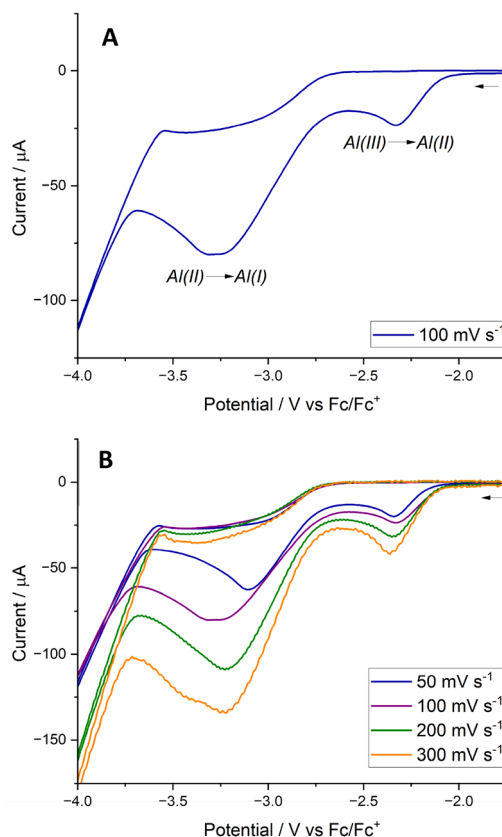 A
0
−50
−100
Current / μA
Al(III) → Al(II)
Al(II) → Al(I)
100 mV s⁻¹
−4.0 −3.5 −3.0 −2.5 −2.0
Potential / V vs Fc/Fc⁺
B
0
−50
−100
−150
Current / μA
50 mV s⁻¹
100 mV s⁻¹
200 mV s⁻¹
300 mV s⁻¹
−4.0 −3.5 −3.0 −2.5 −2.0
Potential / V vs Fc/Fc⁺